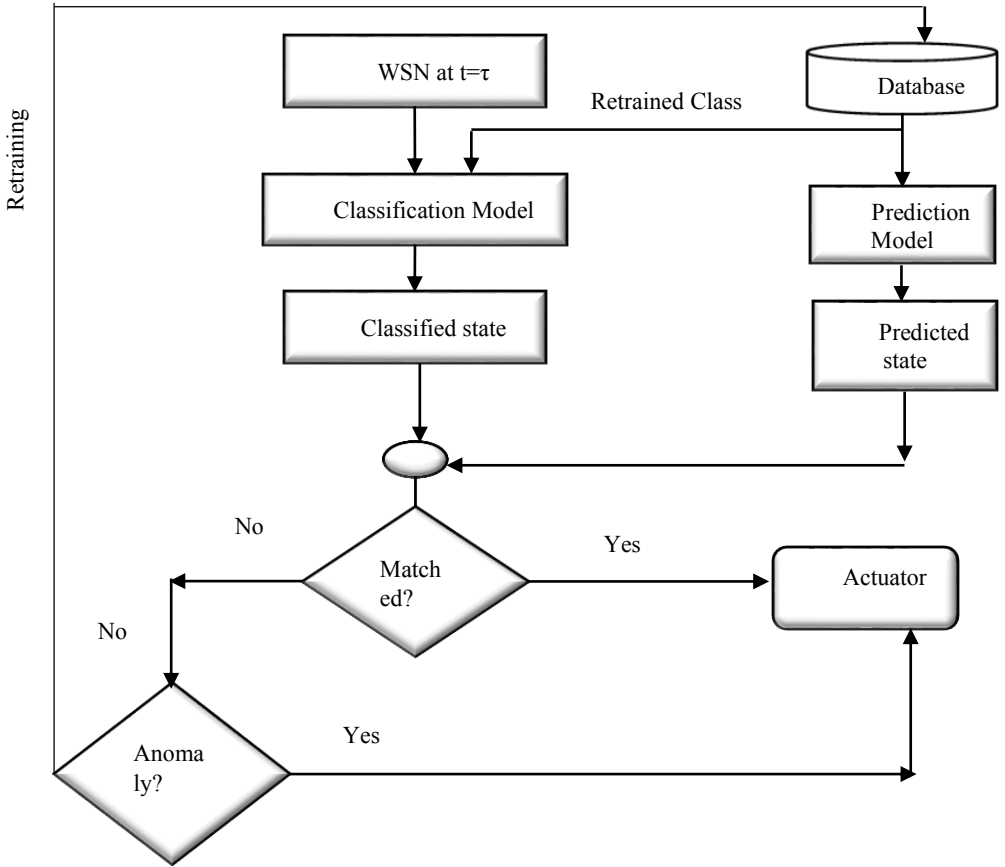 WSN at t=τ
Database
Retrained Class
Retraining
Classification Model
Prediction
Model
Classified state
Predicted
state
No
Yes
Match
ed?
Actuator
No
Yes
Anoma
ly?